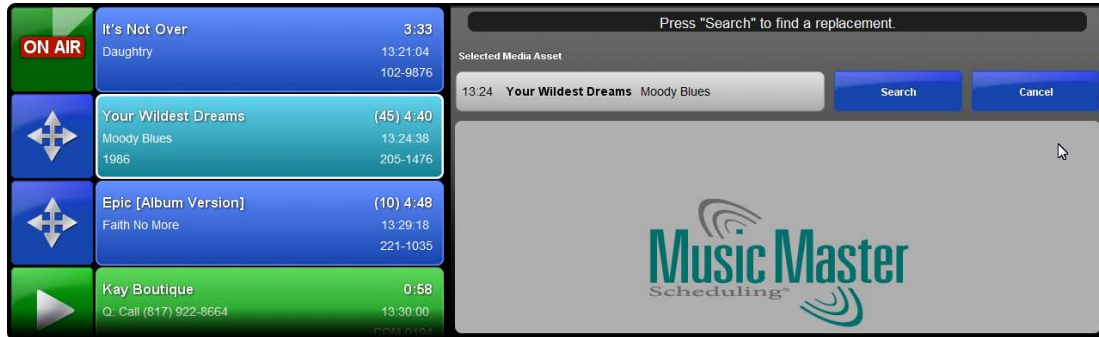 ON AIR
It's Not Over 3:33
Daughtry 13:21:04
102-9876
Your Wildest Dreams (45) 4:40
Moody Blues 13:24:38
1986 205-1476
Epic [Album Version] (10) 4:48
Faith No More 13:29:18
221-1035
Kay Boutique 0:58
Q: Call (817) 922-8664 13:30:00
COM-0194
Press "Search" to find a replacement.
Selected Media Asset
13:24 Your Wildest Dreams Moody Blues Search Cancel
Music Master
Scheduling